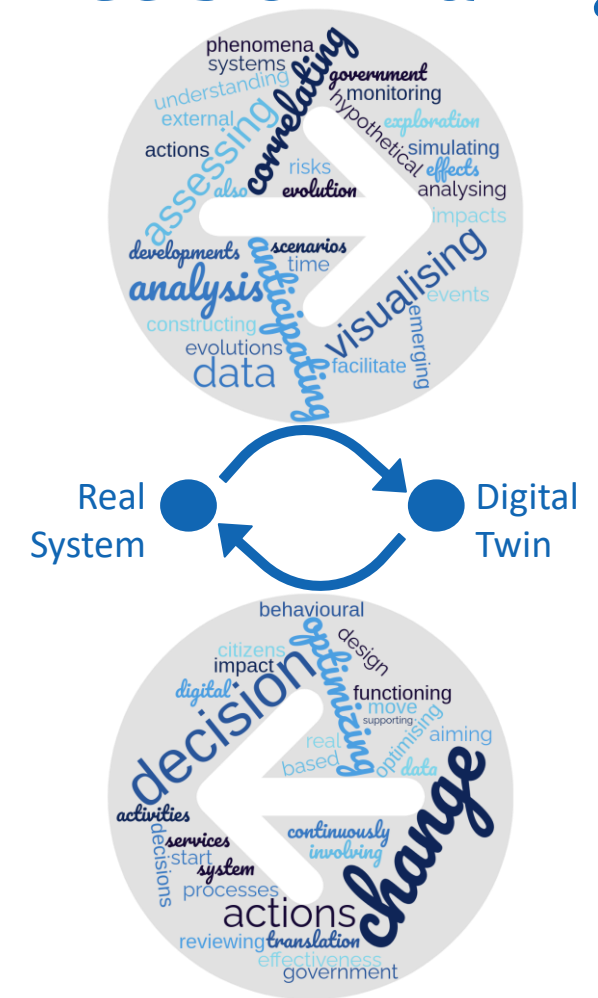 phenomena
systems
correlating
government
understanding
monitoring
hypothetical
external
exploration
assessing
simulating
actions
risks
effects
also
evolution
analysing
impacts
developments
scenarios
anticipating
time
visualising
analysis
events
constructing
emerging
evolutions
data
facilitate
Real
System
Digital
Twin
behavioural
optimizing
design
citizens
impact
decision
digital
functioning
move
supporting
optimising
aiming
real
based
data
change
activities
decisions
services
start
system
continuously
involving
processes
actions
reviewing
translation
effectiveness
government